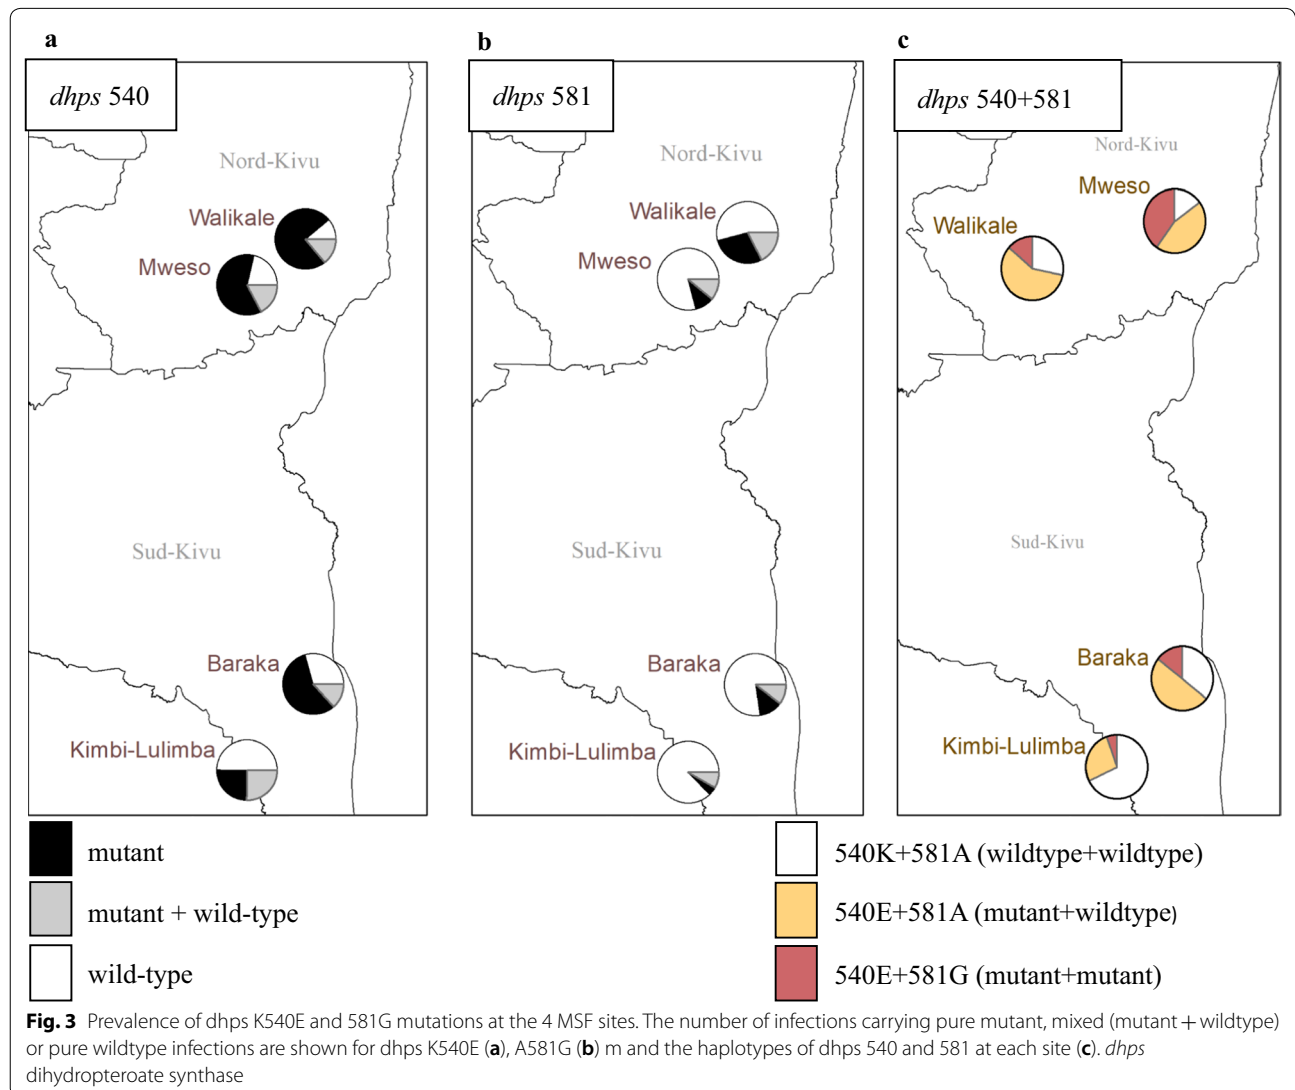 a
dhps 540
Nord-Kivu
Walikale
Mweso
Sud-Kivu
Baraka
Kimbi-Lulimba
b
dhps 581
Nord-Kivu
Walikale
Mweso
Sud-Kivu
Baraka
Kimbi-Lulimba
c
dhps 540+581
Nord-Kivu
Mweso
Walikale
Sud-Kivu
Baraka
Kimbi-Lulimba
mutant
mutant + wild-type
wild-type
540K+581A (wildtype+wildtype)
540E+581A (mutant+wildtype)
540E+581G (mutant+mutant)
Fig. 3 Prevalence of dhps K540E and 581G mutations at the 4 MSF sites. The number of infections carrying pure mutant, mixed (mutant + wildtype)
or pure wildtype infections are shown for dhps K540E (a), A581G (b) m and the haplotypes of dhps 540 and 581 at each site (c). dhps
dihydropteroate synthase